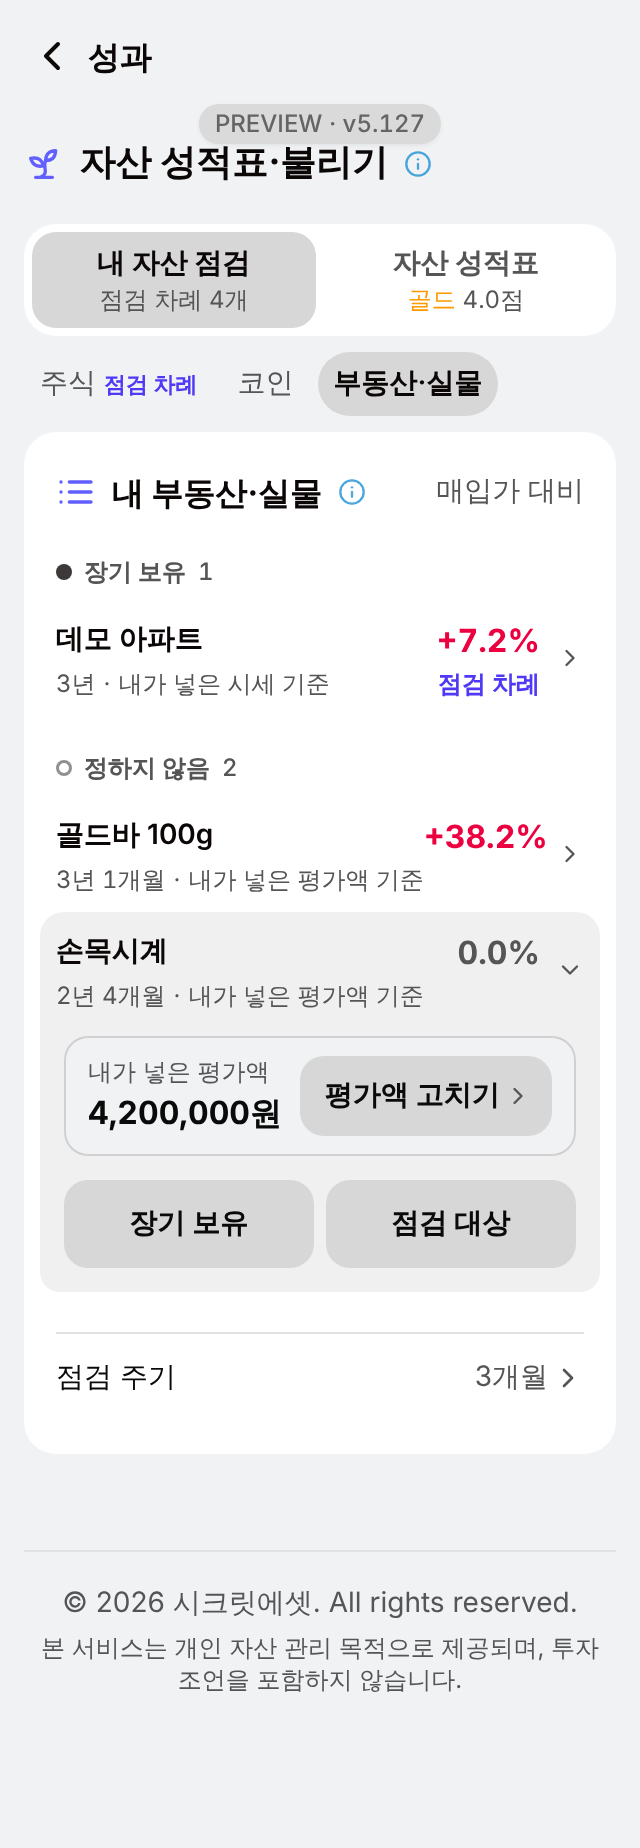 성과
PREVIEW · v5.127
자산 성적표·불리기
내 자산 점검
점검 차례 4개
자산 성적표
골드 4.0점
주식 점검 차례 코인 부동산·실물
내 부동산·실물 매입가 대비
장기 보유 1
데모 아파트 +7.2%
3년 · 내가 넣은 시세 기준 점검 차례
정하지 않음 2
골드바 100g +38.2%
3년 1개월 · 내가 넣은 평가액 기준
손목시계 0.0%
2년 4개월 · 내가 넣은 평가액 기준
내가 넣은 평가액
4,200,000원
평가액 고치기
장기 보유 점검 대상
점검 주기 3개월
© 2026 시크릿에셋. All rights reserved.
본 서비스는 개인 자산 관리 목적으로 제공되며, 투자
조언을 포함하지 않습니다.